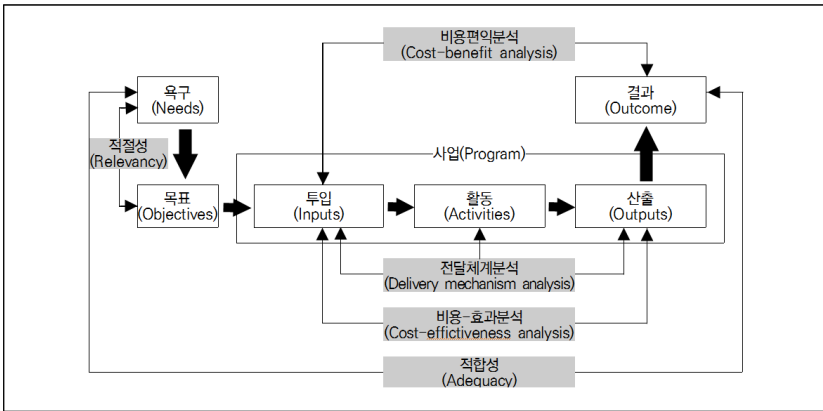 비용편익분석
(Cost-benefit analysis)
욕구
(Needs)
결과
(Outcome)
적절성
(Relevancy)
사업(Program)
목표
(Objectives)
투입
(Inputs)
활동
(Activities)
산출
(Outputs)
전달체계분석
(Delivery mechanism analysis)
비용-효과분석
(Cost-effictiveness analysis)
적합성
(Adequacy)